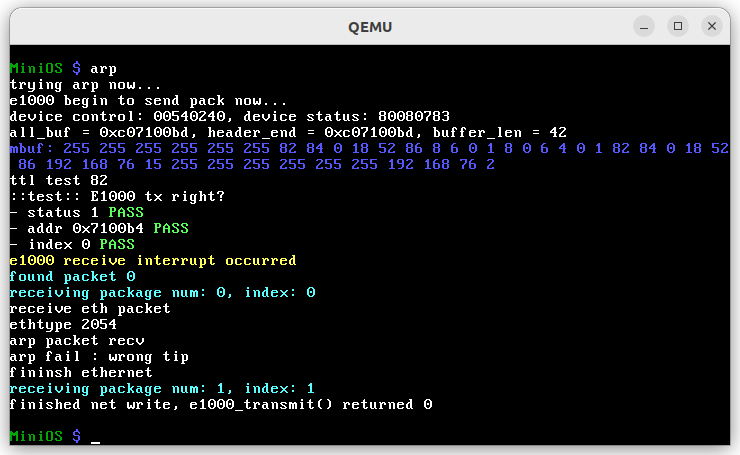 QEMU
MiniOS $ arp
trying arp now...
e1000 begin to send pack now...
device control: 00540240, device status: 80080783
all_buf = 0xc07100bd, header_end = 0xc07100bd, buffer_len = 42
mbuf: 255 255 255 255 255 255 82 84 0 18 52 86 8 6 0 1 8 0 6 4 0 1 82 84 0 18 52
86 192 168 76 15 255 255 255 255 255 255 192 168 76 2
ttl test 82
::test:: E1000 tx right?
- status 1 PASS
- addr 0x7100b4 PASS
- index 0 PASS
e1000 receive interrupt occurred
found packet 0
receiving package num: 0, index: 0
receive eth packet
ethtype 2054
arp packet recv
arp fail : wrong tip
fininsh ethernet
receiving package num: 1, index: 1
finished net write, e1000_transmit() returned 0
MiniOS $ _